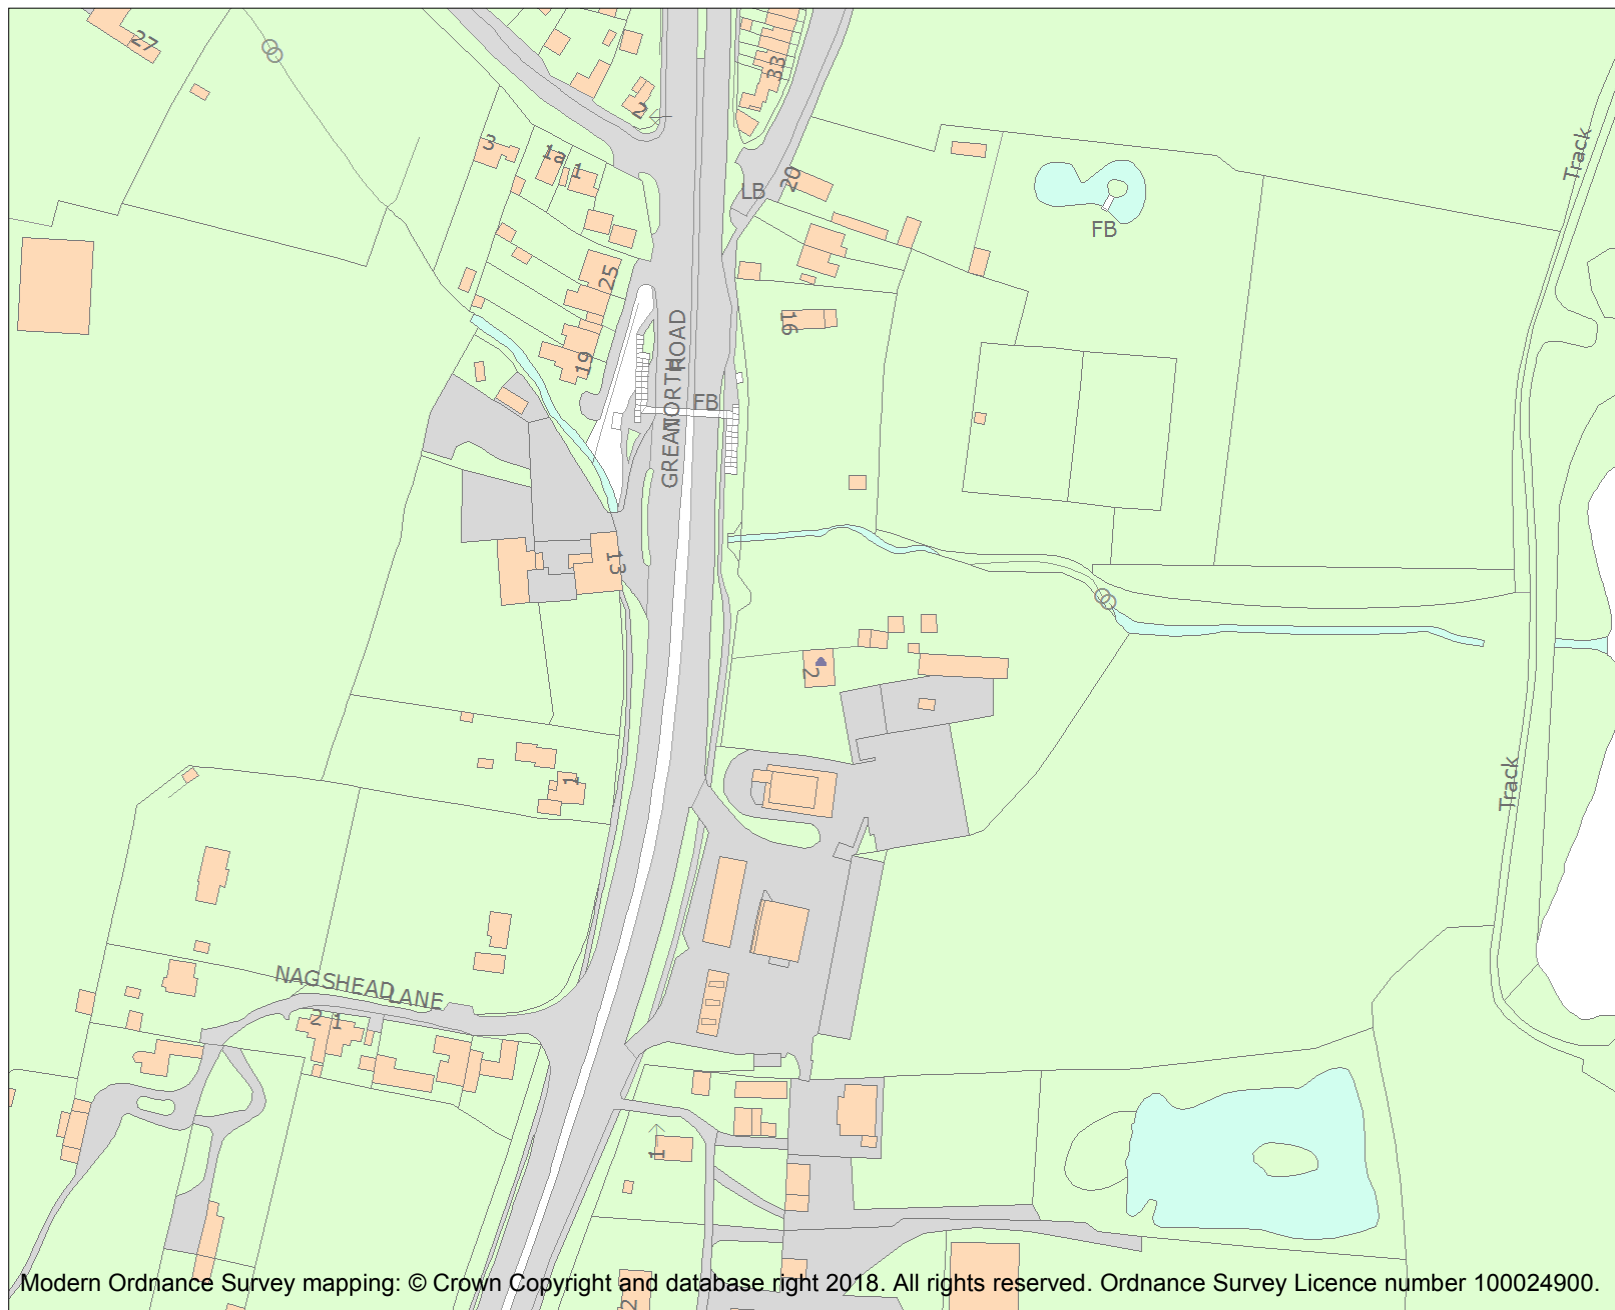 27
33
2
3
1a
1
LB
20
Track
FB
25
GREAT NORTH ROAD
16
19
FB
13
2
1
Track
NAGSHEAD LANE
2 1
1
2
Modern Ordnance Survey mapping: © Crown Copyright and database right 2018. All rights reserved. Ordnance Survey Licence number 100024900.